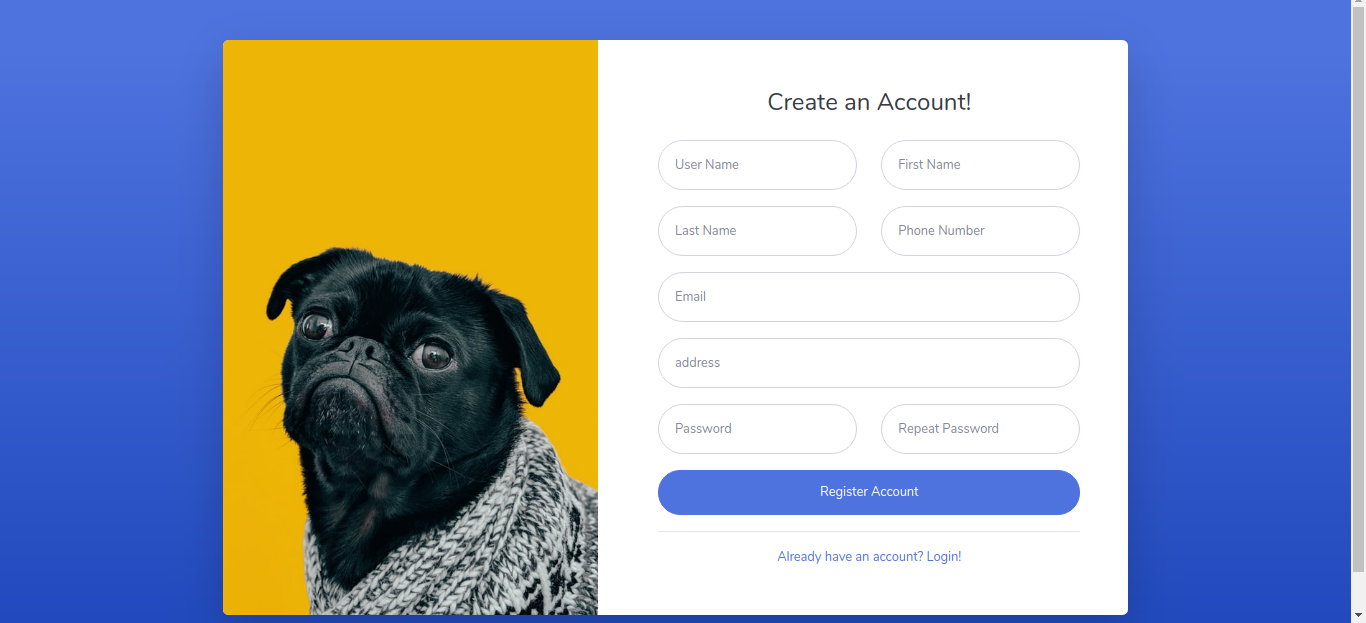 Create an Account!
User Name
First Name
Last Name
Phone Number
Email
address
Password
Repeat Password
Register Account
Already have an account? Login!